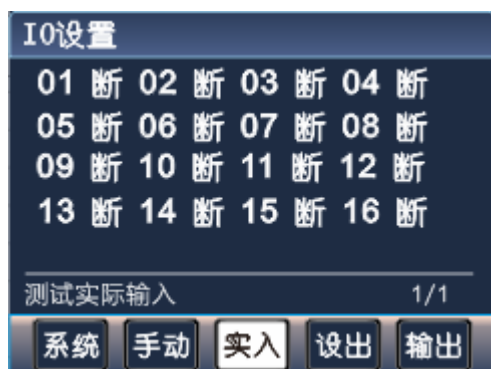 IO设置
01 断 02 断 03 断 04 断
05 断 06 断 07 断 08 断
09 断 10 断 11 断 12 断
13 断 14 断 15 断 16 断
测试实际输入 1/1
系统 手动 实入 设出 输出